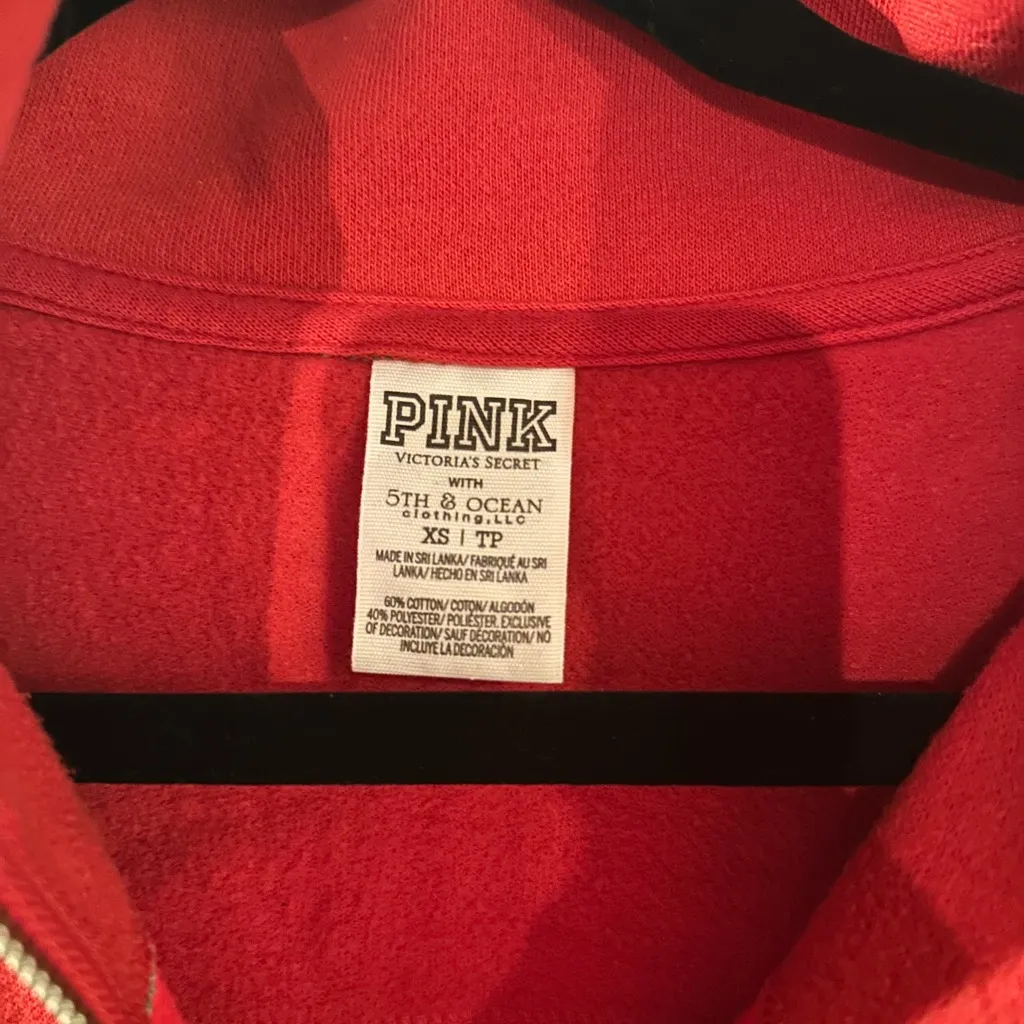 PINK
VICTORIA'S SECRET
WITH
5TH & OCEAN
clothing, LLC
XS | TP
MADE IN SRI LANKA/ FABRIQUÉ AU SRI
LANKA/ HECHO EN SRI LANKA
60% COTTON/ COTON/ ALGODÓN
40% POLYESTER/ POLIÉSTER. EXCLUSIVE
OF DECORATION/ SAUF DÉCORATION/ NO
INCLUYE LA DECORACIÓN